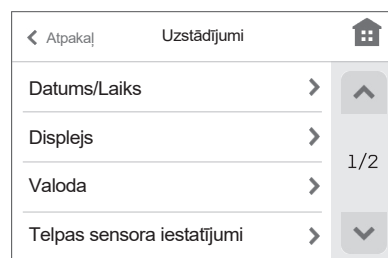 Atpakaļ
Uzstādījumi
Datums/Laiks
Displejs
1/2
Valoda
Telpas sensora iestatījumi